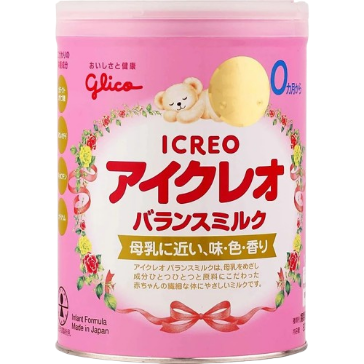 おいしさと健康
glico
0ヵ月から
ICREO
アイクレオ
バランスミルク
母乳に近い、味・色・香り
アイクレオ バランスミルクは、母乳をめざし
成分ひとつひとつと原料にこだわった
赤ちゃんの繊細な体にやさしいミルクです。
Infant Formula
Made in Japan